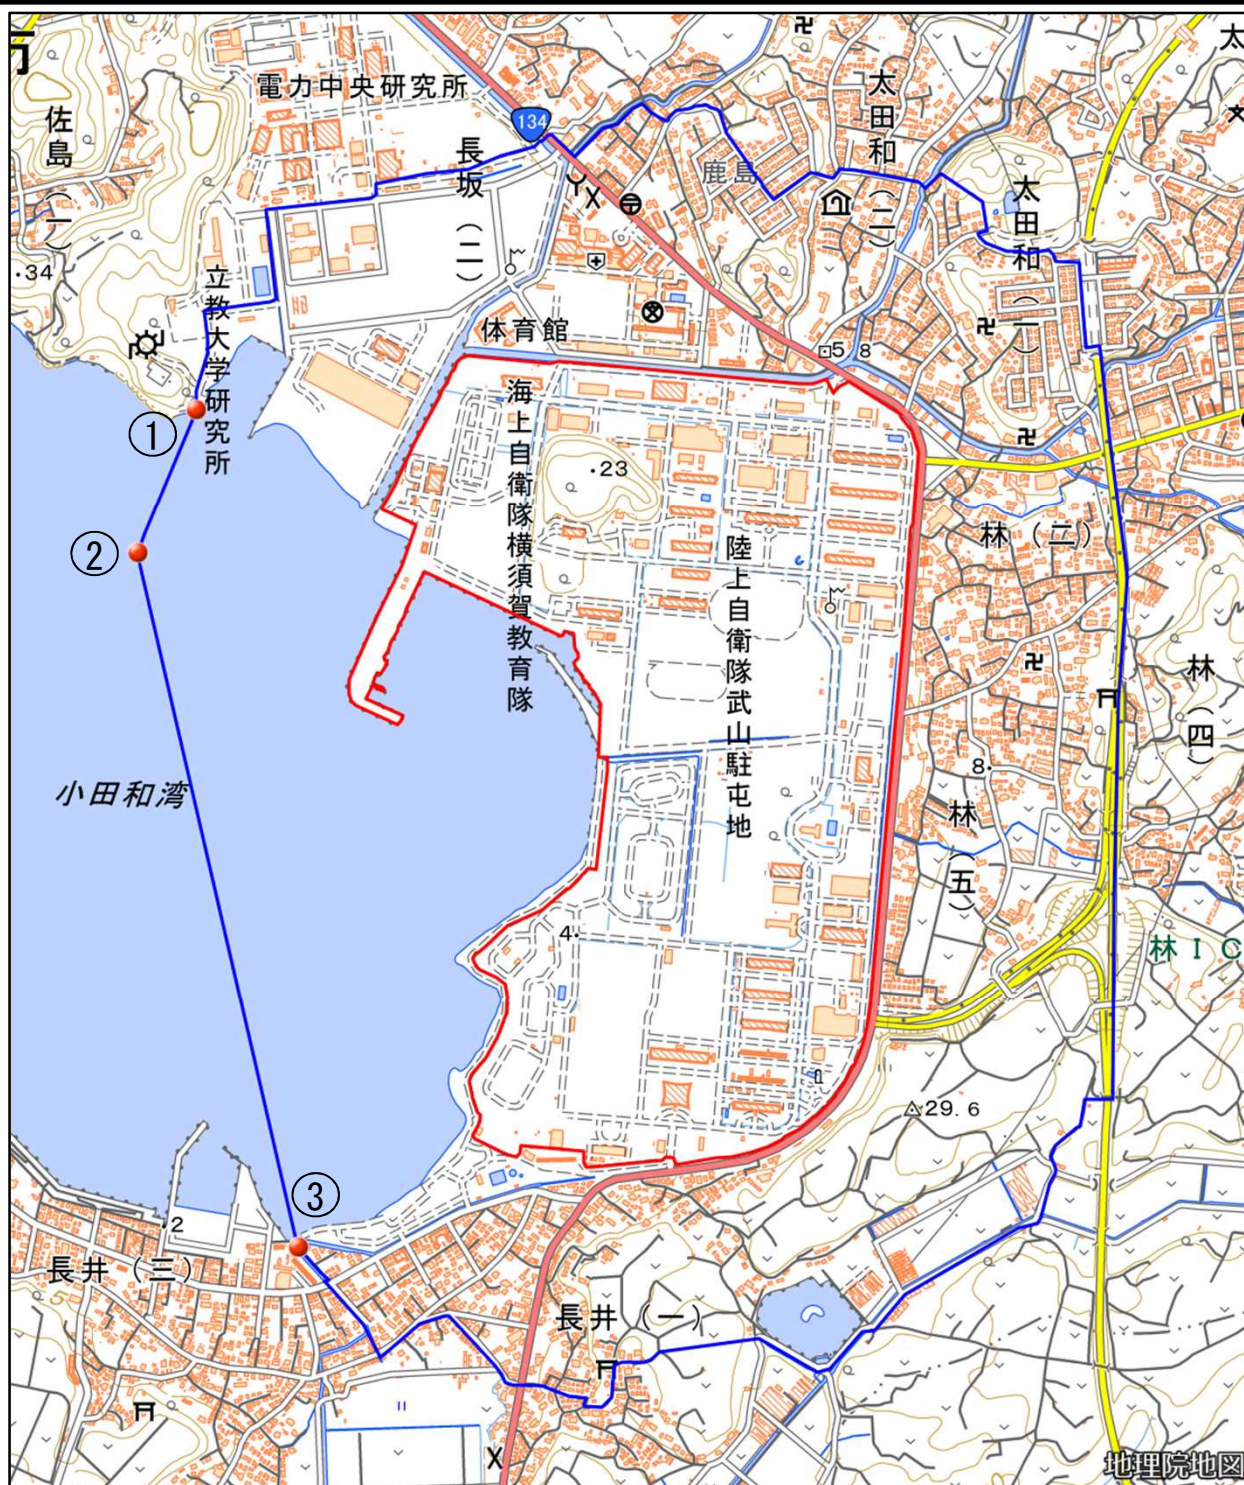 電力中央研究所
134
太
佐島（一）
長坂（二）
太田和（二）
鹿島
太田和（一）
・34
立教大学研究所
体育館
5.8
①
海上自衛隊横須賀教育隊
・23
陸上自衛隊武山駐屯地
林（二）
②
林（四）
小田和湾
8・
林（五）
4・
林ＩＣ
29.6
③
・2
長井（三）
長井（一）
地理院地図